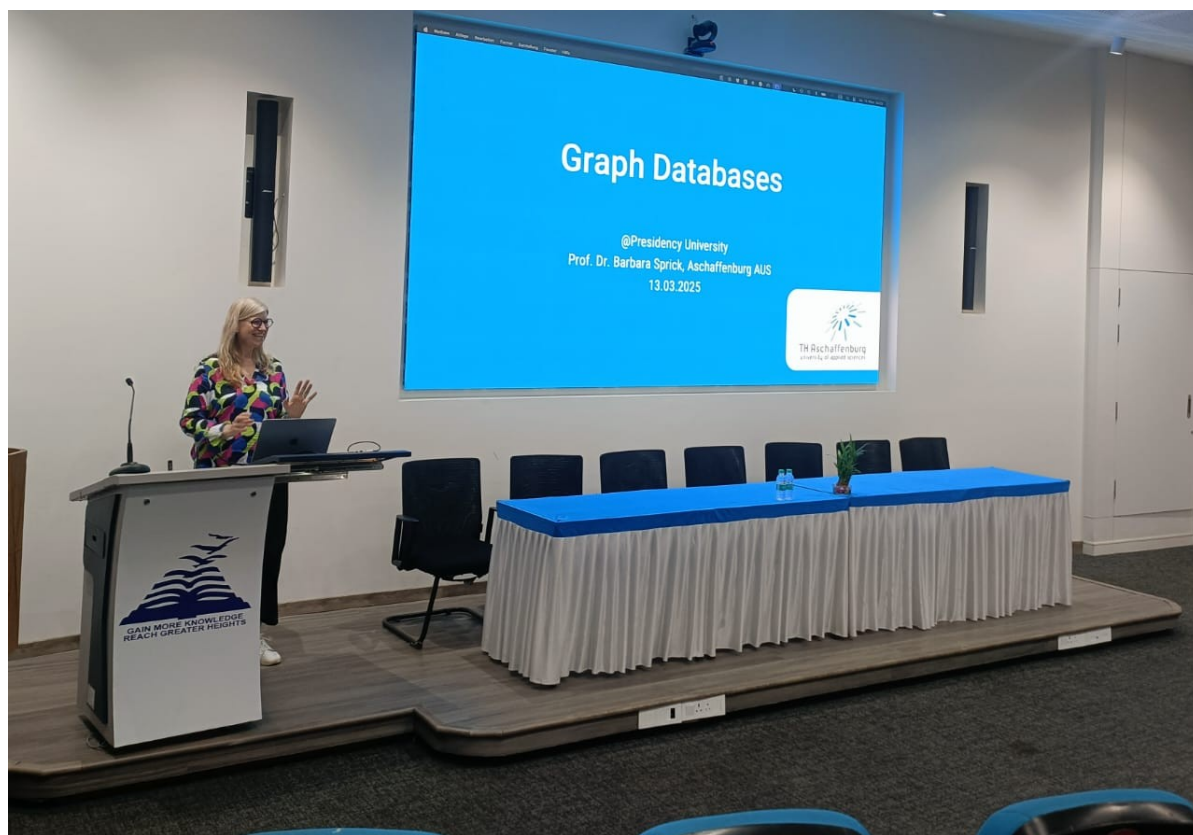 Graph Databases
@Presidency University
Prof. Dr. Barbara Sprick, Aschaffenburg AUS
13.03.2025
TH Aschaffenburg
university of applied sciences
GAIN MORE KNOWLEDGE
REACH GREATER HEIGHTS